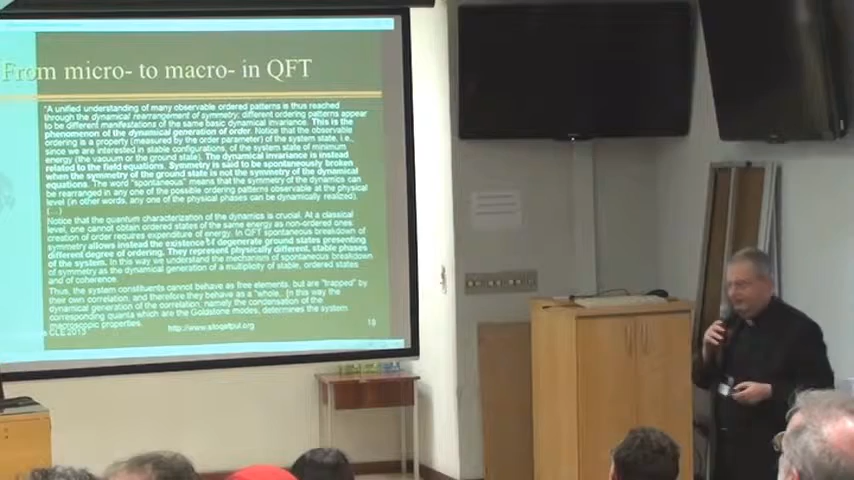 From micro- to macro- in QFT
"A unified understanding of many observable ordered patterns is thus reached
through the dynamical rearrangement of symmetry; different ordering patterns appear
to be different manifestations of the same basic dynamical invariance. This is the
phenomenon of the dynamical generation of order. Notice that the observable
ordering is a property (measured by the order parameter) of the system state, i.e.,
since we are interested in stable configurations, of the system state of minimum
energy (the vacuum or the ground state). The dynamical invariance is instead
related to the field equations. Symmetry is said to be spontaneously broken
when the symmetry of the ground state is not the symmetry of the dynamical
equations. The word "spontaneous" means that the symmetry of the dynamics can
be rearranged in any one of the possible ordering patterns observable at the physical
level (in other words, any one of the physical phases can be dynamically realized).
(...)
Notice that the quantum characterization of the dynamics is crucial. At a classical
level, one cannot obtain ordered states of the same energy as non-ordered ones:
creation of order requires expenditure of energy. In QFT spontaneous breakdown of
symmetry allows instead the existence of degenerate ground states presenting
different degree of ordering. They represent physically different, stable phases
of the system. In this way we understand the mechanism of spontaneous breakdown
of symmetry as the dynamical generation of a multiplicity of stable, ordered states
and of coherence.
Thus, the system constituents cannot behave as free elements, but are "trapped" by
their own correlation, and therefore they behave as a "whole. (In this way the
dynamical generation of the correlation, namely the condensation of the
corresponding quanta which are the Goldstone modes, determines the system
macroscopic properties.
2013